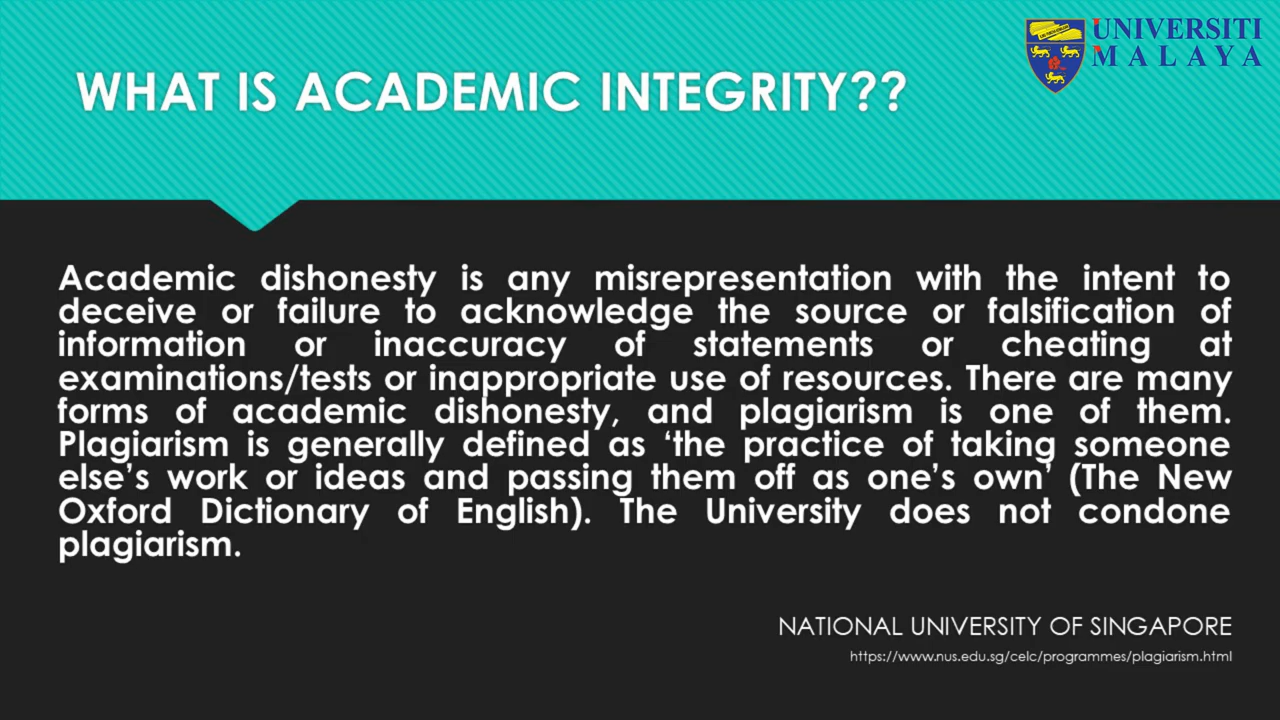 UNIVERSITI
MALAYA
WHAT IS ACADEMIC INTEGRITY??
Academic dishonesty is any misrepresentation with the intent to
deceive or failure to acknowledge the source or falsification of
information or inaccuracy of statements or cheating at
examinations/tests or inappropriate use of resources. There are many
forms of academic dishonesty, and plagiarism is one of them.
Plagiarism is generally defined as ‘the practice of taking someone
else’s work or ideas and passing them off as one’s own’ (The New
Oxford Dictionary of English). The University does not condone
plagiarism.
NATIONAL UNIVERSITY OF SINGAPORE
https://www.nus.edu.sg/celc/programmes/plagiarism.html